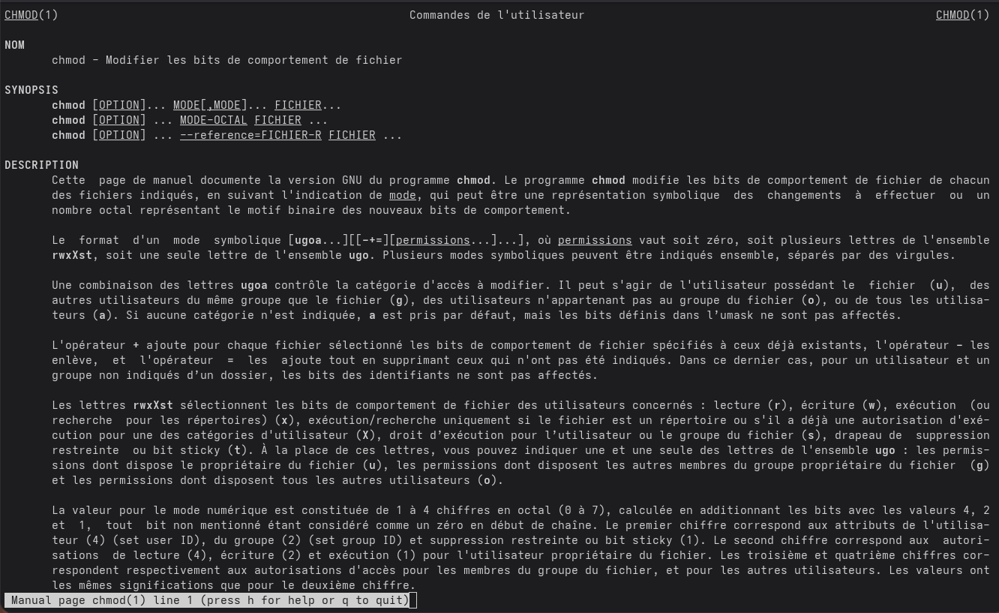 CHMOD(1)                                                    Commandes de l'utilisateur                                                    CHMOD(1)

NOM
       chmod - Modifier les bits de comportement de fichier

SYNOPSIS
       chmod [OPTION]... MODE[,MODE]... FICHIER...
       chmod [OPTION] ... MODE-OCTAL FICHIER ...
       chmod [OPTION] ... --reference=FICHIER-R FICHIER ...

DESCRIPTION
       Cette  page de manuel documente la version GNU du programme chmod. Le programme chmod modifie les bits de comportement de fichier de chacun
       des fichiers indiqués, en suivant l'indication de mode, qui peut être une représentation symbolique  des  changements  à  effectuer  ou  un
       nombre octal représentant le motif binaire des nouveaux bits de comportement.

       Le  format  d'un  mode  symbolique [ugoa...][[-+=][permissions...]...], où permissions vaut soit zéro, soit plusieurs lettres de l'ensemble
       rwxXst, soit une seule lettre de l'ensemble ugo. Plusieurs modes symboliques peuvent être indiqués ensemble, séparés par des virgules.

       Une combinaison des lettres ugoa contrôle la catégorie d'accès à modifier. Il peut s'agir de l'utilisateur possédant le  fichier  (u),  des
       autres utilisateurs du même groupe que le fichier (g), des utilisateurs n'appartenant pas au groupe du fichier (o), ou de tous les utilisa-
       teurs (a). Si aucune catégorie n'est indiquée, a est pris par défaut, mais les bits définis dans l’umask ne sont pas affectés.

       L'opérateur + ajoute pour chaque fichier sélectionné les bits de comportement de fichier spécifiés à ceux déjà existants, l'opérateur - les
       enlève,  et  l'opérateur  =  les  ajoute tout en supprimant ceux qui n'ont pas été indiqués. Dans ce dernier cas, pour un utilisateur et un
       groupe non indiqués d’un dossier, les bits des identifiants ne sont pas affectés.

       Les lettres rwxXst sélectionnent les bits de comportement de fichier des utilisateurs concernés : lecture (r), écriture (w), exécution  (ou
       recherche  pour les répertoires) (x), exécution/recherche uniquement si le fichier est un répertoire ou s'il a déjà une autorisation d'exé-
       cution pour une des catégories d'utilisateur (X), droit d’exécution pour l’utilisateur ou le groupe du fichier (s), drapeau de  suppression
       restreinte  ou bit sticky (t). À la place de ces lettres, vous pouvez indiquer une et une seule des lettres de l'ensemble ugo : les permis-
       sions dont dispose le propriétaire du fichier (u), les permissions dont disposent les autres membres du groupe propriétaire du fichier  (g)
       et les permissions dont disposent tous les autres utilisateurs (o).

       La valeur pour le mode numérique est constituée de 1 à 4 chiffres en octal (0 à 7), calculée en additionnant les bits avec les valeurs 4, 2
       et  1,  tout  bit non mentionné étant considéré comme un zéro en début de chaîne. Le premier chiffre correspond aux attributs de l'utilisa-
       teur (4) (set user ID), du groupe (2) (set group ID) et suppression restreinte ou bit sticky (1). Le second chiffre correspond aux  autori-
       sations  de lecture (4), écriture (2) et exécution (1) pour l'utilisateur propriétaire du fichier. Les troisième et quatrième chiffres cor-
       respondent respectivement aux autorisations d'accès pour les membres du groupe du fichier, et pour les autres utilisateurs. Les valeurs ont
       les mêmes significations que pour le deuxième chiffre.
 Manual page chmod(1) line 1 (press h for help or q to quit)